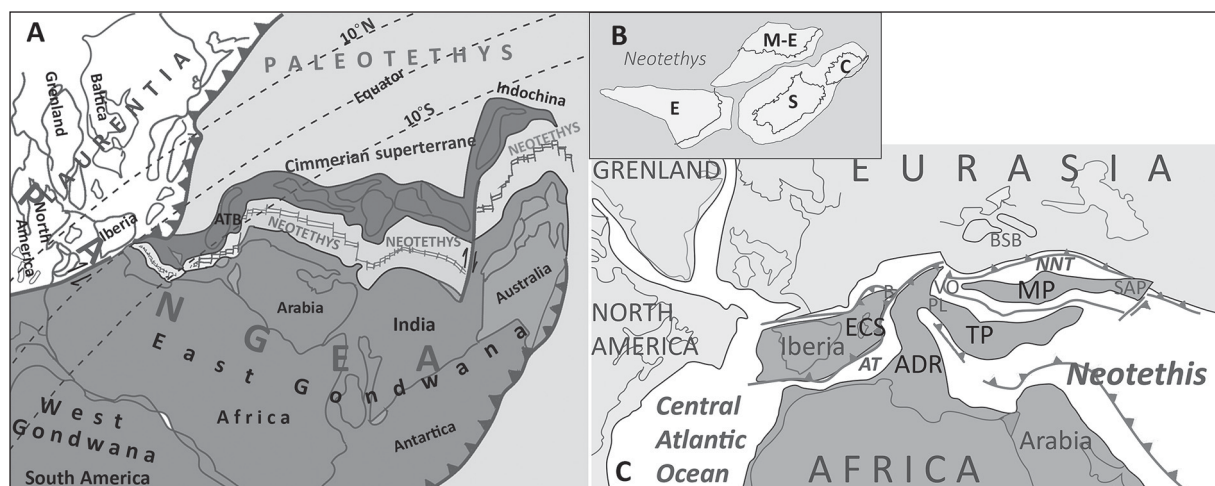 A
10°N
PALEOTETHYS
Equator
10°S
Indochina
Grenland
Baltica
LAURENTIA
Cimmerian superterrane
NEOTETHYS
P
North
America
A
Iberia
ATB
NEOTETHYS
NEOTETHYS
Australia
Arabia
India
N
G
E
A
East Gondwana
Africa
West
Gondwana
Antartica
South America
B
Neotethys
M-E
C
E
S
GRENLAND
EURASIA
BSB
NNT
VO
MP
SAP
B
PL
NORTH
AMERICA
Iberia
ECS
TP
AT
ADR
Neotethis
Central
Atlantic
Ocean
Arabia
C
AFRICA